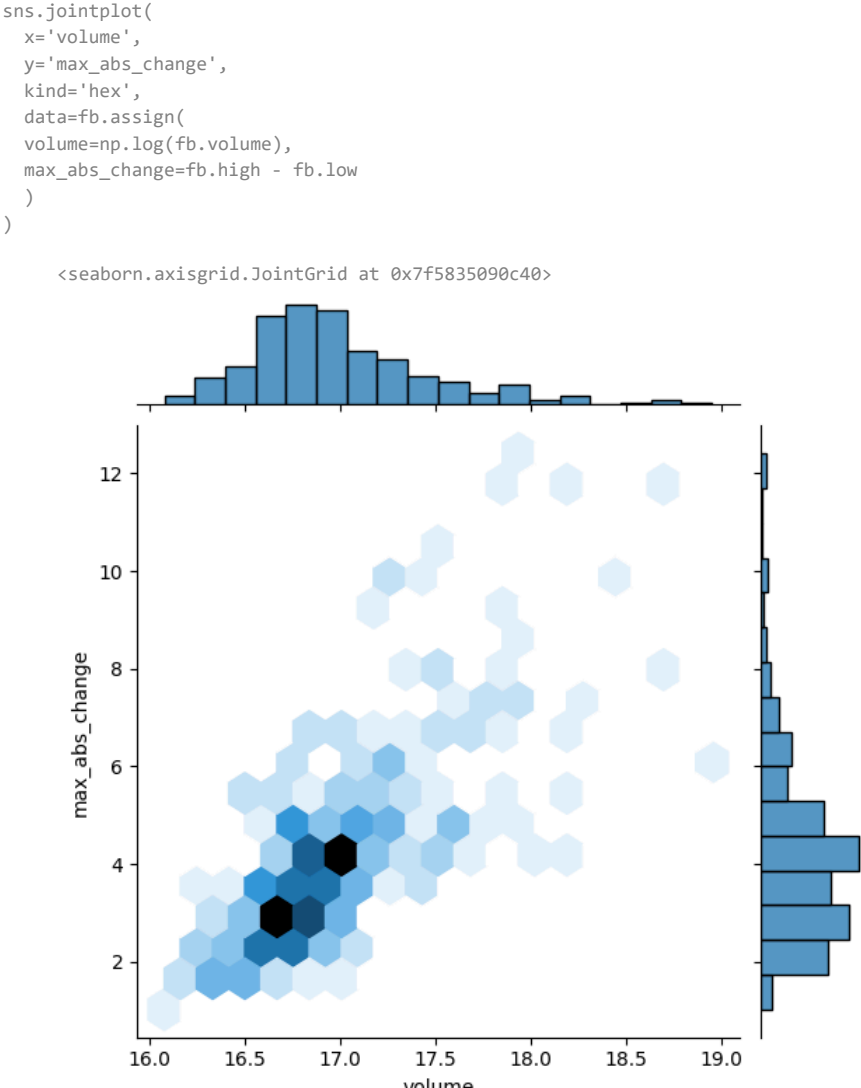 sns.jointplot(
x='volume',
y='max_abs_change',
kind='hex',
data=fb.assign(
volume=np.log(fb.volume),
max_abs_change=fb.high - fb.low
)
)
<seaborn.axisgrid.JointGrid at 0x7f5835090c40>
12
10
8
6
4
2
max_abs_change
16.0 16.5 17.0 17.5 18.0 18.5 19.0
volume